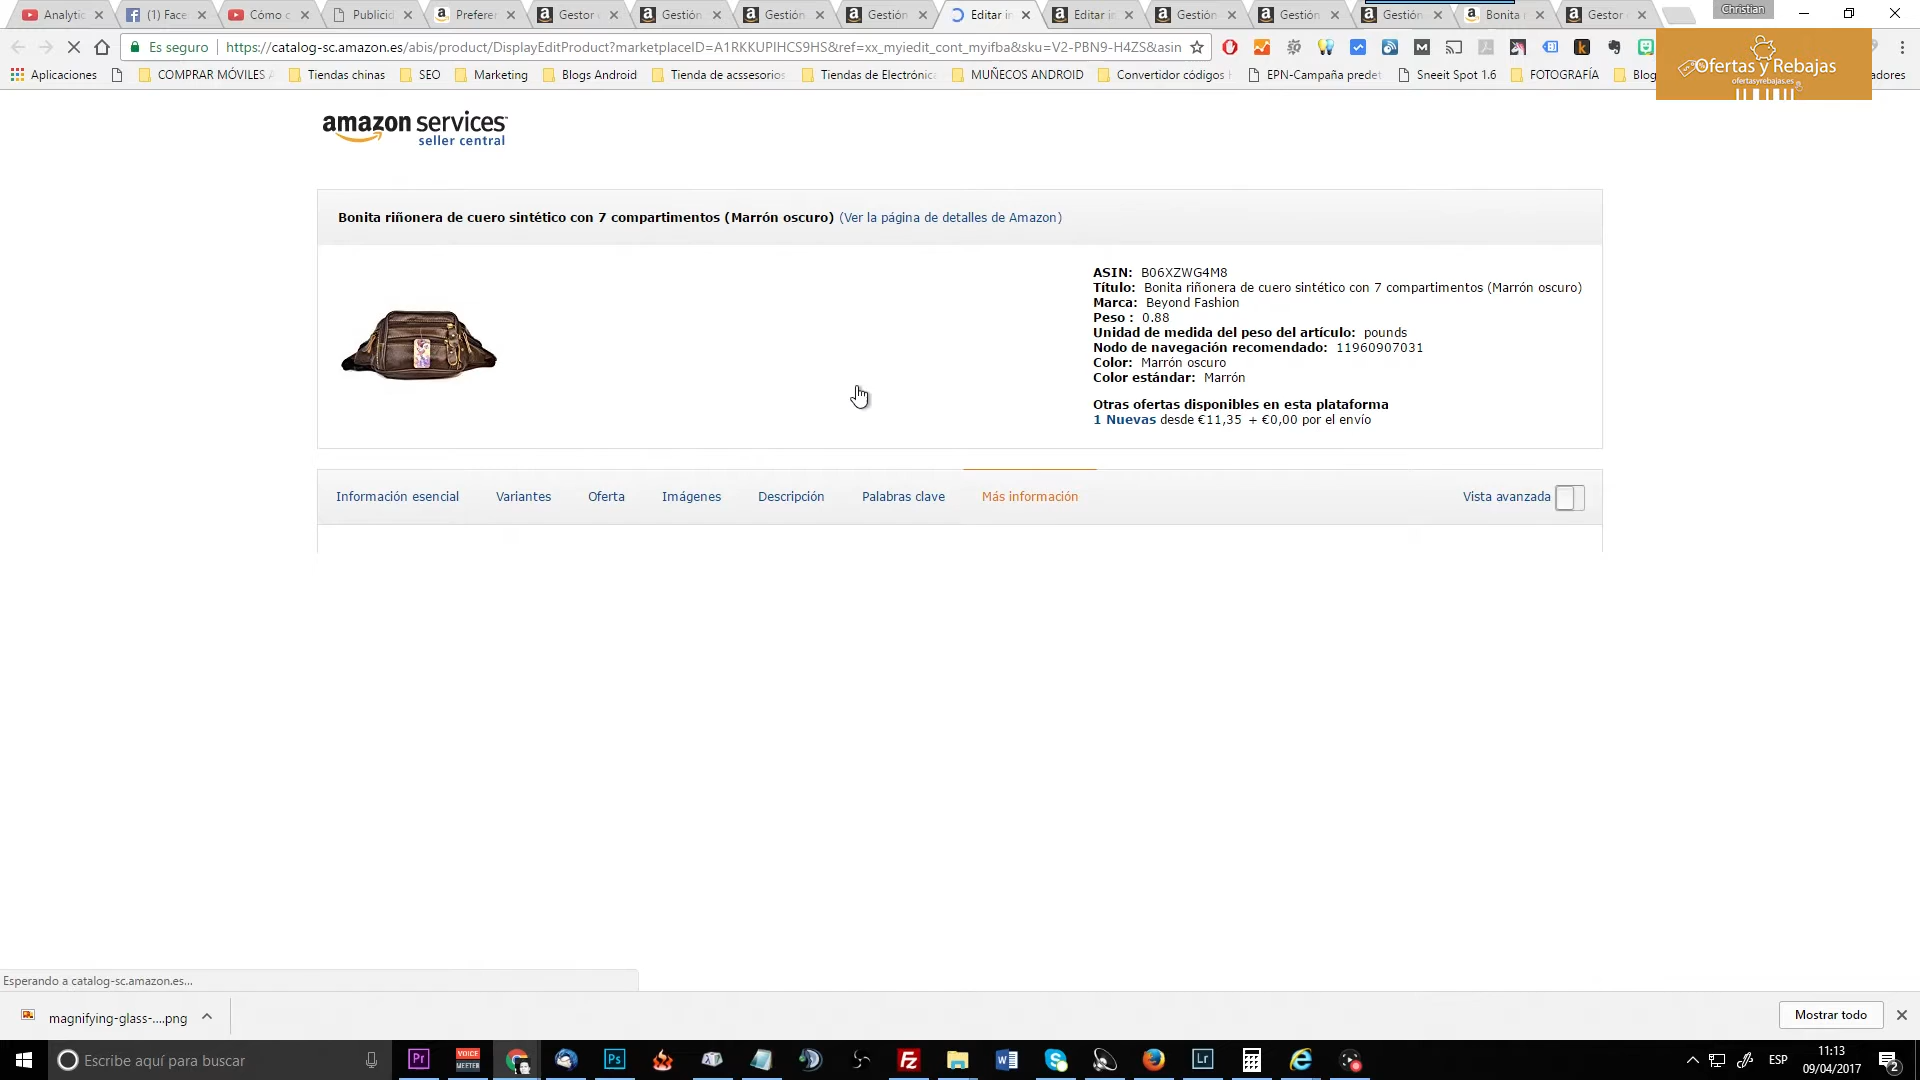 Analytic
(1) Face
Cómo c
Publicid
Preferer
Gestor
Gestión
Gestión
Gestión
Editar in
Editar in
Gestión
Gestión
Gestión
Bonita
Gestor
Christian
Es seguro
https://catalog-sc.amazon.es/abis/product/DisplayEditProduct?marketplaceID=A1RKKUPIHCS9HS&ref=xx_myiedit_cont_myifba&sku=V2-PBN9-H4ZS&asin
Aplicaciones
COMPRAR MÓVILES A
Tiendas chinas
SEO
Marketing
Blogs Android
Tienda de acssesorios
Tiendas de Electrónica
MUÑECOS ANDROID
Convertidor códigos
EPN-Campaña predet
Sneeit Spot 1.6
FOTOGRAFÍA
Blog
adores
Ofertas y Rebajas
ofertasyrebajas.es
amazon services
seller central
Bonita riñonera de cuero sintético con 7 compartimentos (Marrón oscuro) (Ver la página de detalles de Amazon)
ASIN: B06XZWG4M8
Título: Bonita riñonera de cuero sintético con 7 compartimentos (Marrón oscuro)
Marca: Beyond Fashion
Peso : 0.88
Unidad de medida del peso del artículo: pounds
Nodo de navegación recomendado: 11960907031
Color: Marrón oscuro
Color estándar: Marrón
Otras ofertas disponibles en esta plataforma
1 Nuevas desde €11,35 + €0,00 por el envío
Información esencial
Variantes
Oferta
Imágenes
Descripción
Palabras clave
Más información
Vista avanzada
Esperando a catalog-sc.amazon.es...
magnifying-glass-....png
Mostrar todo
Escribe aquí para buscar
VOICE
MEETER
ESP
11:13
09/04/2017
2